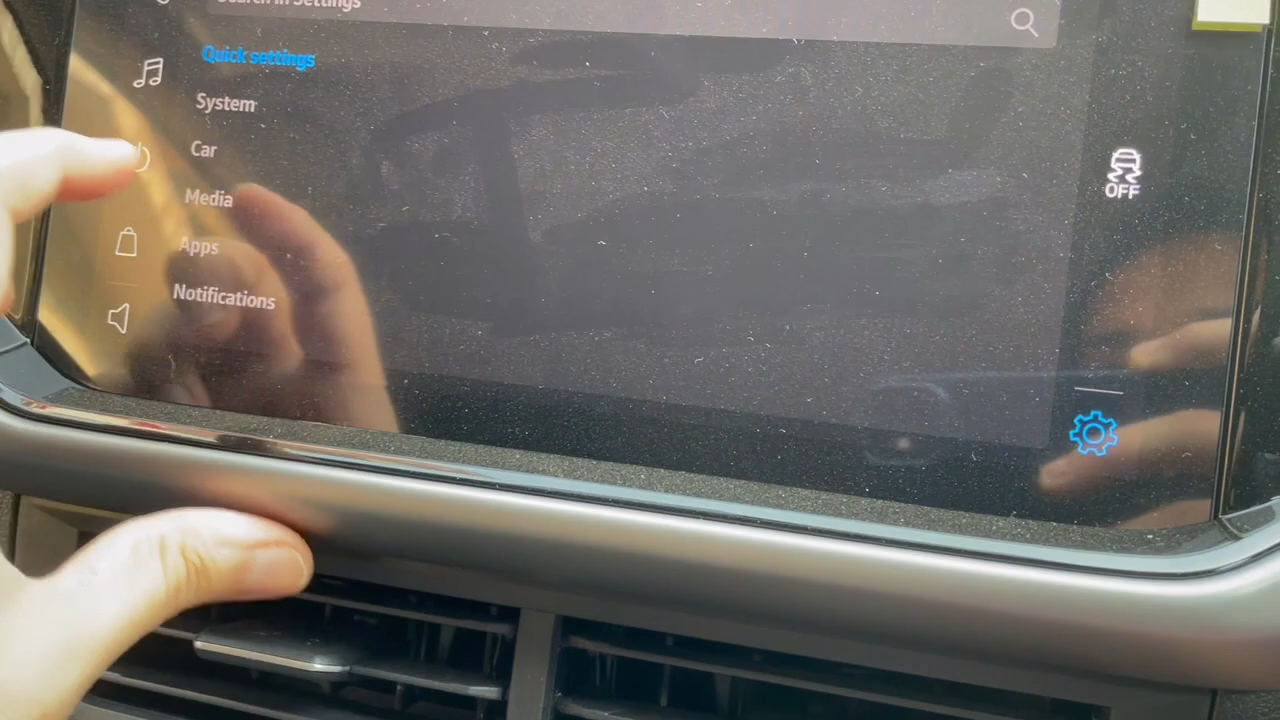 Search in Settings
Quick settings
System
Car
Media
Apps
Notifications
OFF